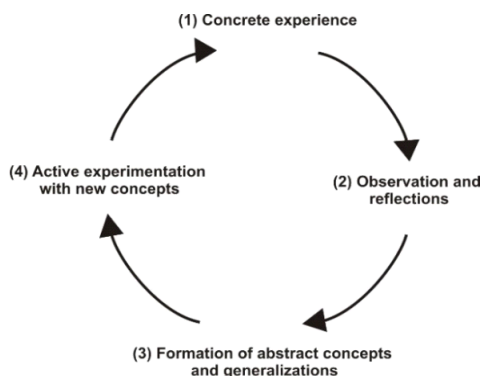 (1) Concrete experience
(2) Observation and
reflections
(3) Formation of abstract concepts
and generalizations
(4) Active experimentation
with new concepts